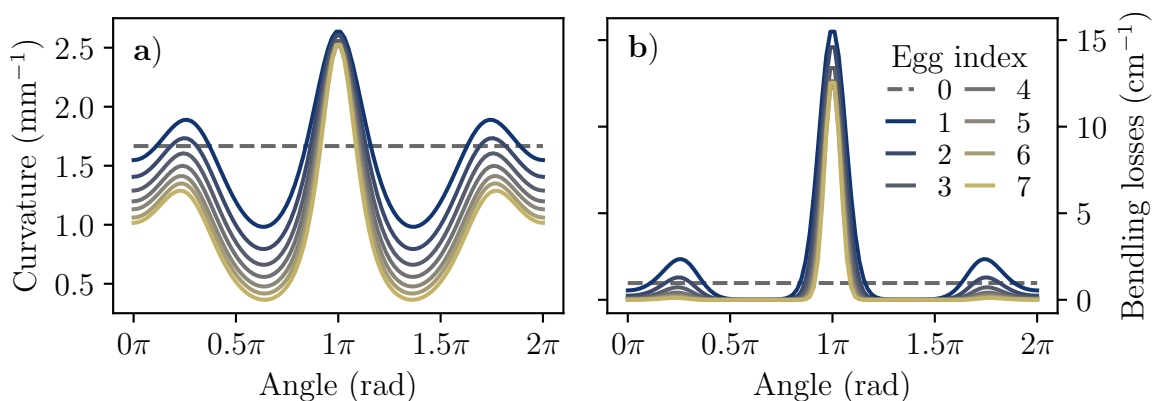 a)
Curvature (mm⁻¹)
2.5
2.0
1.5
1.0
0.5
0π
0.5π
1π
1.5π
2π
Angle (rad)
b)
Egg index
0
1
2
3
4
5
6
7
Bendling losses (cm⁻¹)
15
10
5
0
0π
0.5π
1π
1.5π
2π
Angle (rad)